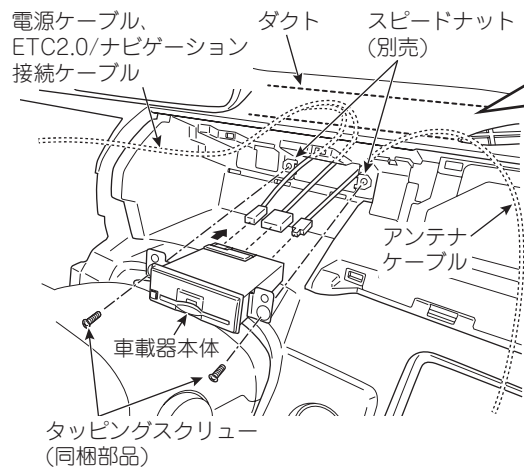 電源ケーブル、
ETC2.0/ナビゲーション
接続ケーブル
ダクト
スピードナット
(別売)
アンテナ
ケーブル
車載器本体
タッピングスクリュー
(同梱部品)